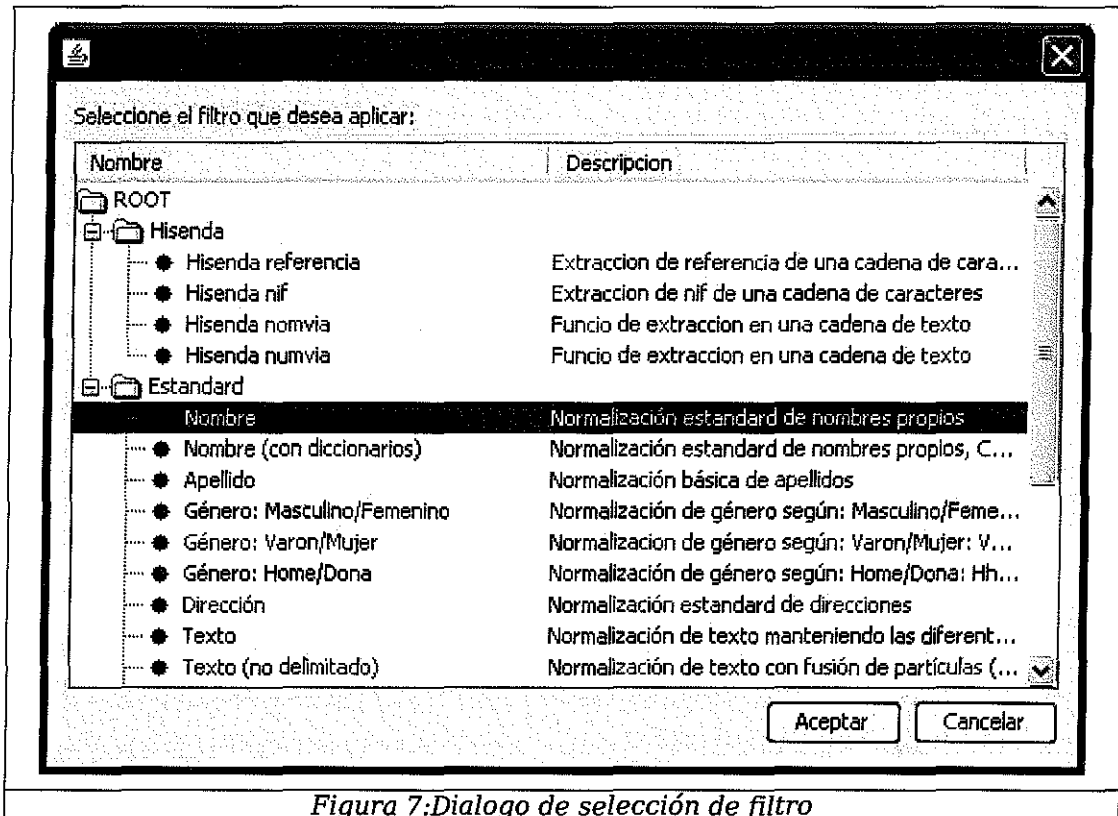 Seleccione el filtro que desea aplicar:
Nombre Descripcion
ROOT
Hisenda
Hisenda referencia Extraccion de referencia de una cadena de cara...
Hisenda nif Extraccion de nif de una cadena de caracteres
Hisenda nomvia Funcio de extraccion en una cadena de texto
Hisenda numvia Funcio de extraccion en una cadena de texto
Estandard
Nombre Normalización estandard de nombres propios
Nombre (con diccionarios) Normalización estandard de nombres propios, C...
Apellido Normalización básica de apellidos
Género: Masculino/Femenino Normalización de género según: Masculino/Feme...
Género: Varon/Mujer Normalizacion de género según: Varon/Mujer: V...
Género: Home/Dona Normalización de género según: Home/Dona: Hh...
Dirección Normalización estandard de direcciones
Texto Normalización de texto manteniendo las diferent...
Texto (no delimitado) Normalización de texto con fusión de partículas (...
Aceptar Cancelar
Figura 7:Dialogo de selección de filtro